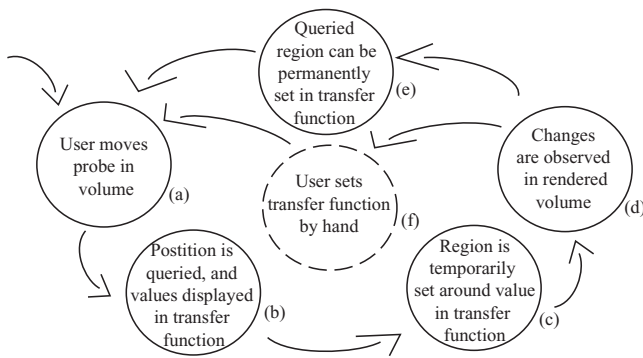 User moves
probe in
volume
(a)
Postition is
queried, and
values displayed
in transfer
function
(b)
Region is
temporarily
set around value
in transfer
function
(c)
Changes
are observed
in rendered
volume
(d)
Queried
region can be
permanently
set in transfer
function
(e)
User sets
transfer function
by hand
(f)